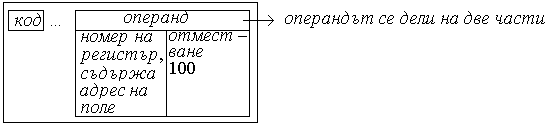 код ... операнд операндът се дели на две части
номер на отмест –
регистър, ване
съдържа 100
адрес на
поле